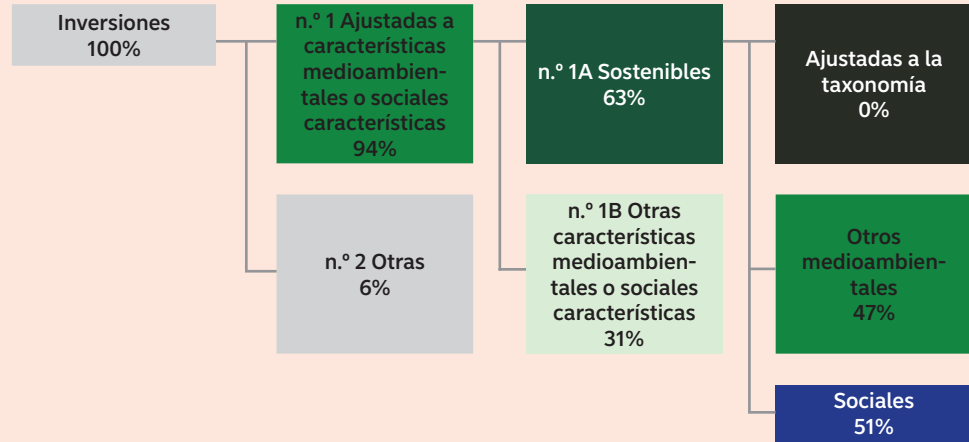 Inversiones
100%
n.º 1 Ajustadas a
características
medioambien-
tales o sociales
características
94%
n.º 2 Otras
6%
n.º 1A Sostenibles
63%
n.º 1B Otras
características
medioambien-
tales o sociales
características
31%
Ajustadas a la
taxonomía
0%
Otros
medioambien-
tales
47%
Sociales
51%